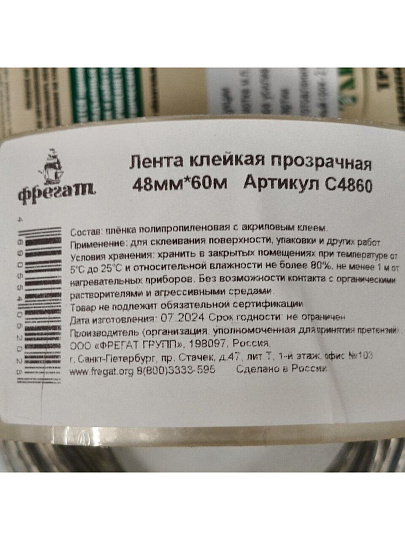 фрегат
Лента клейкая прозрачная
48мм*60м Артикул С4860
Состав: плёнка полипропиленовая с акриловым клеем.
Применение: для склеивания поверхности, упаковки и других работ
Условия хранения: хранить в закрытых помещениях при температуре от
5°С до 25°С и относительной влажности не более 80%, не менее 1 м от
нагревательных приборов. Без возможности контакта с органическими
растворителями и агрессивными средами.
Товар не подлежит обязательной сертификации
Дата изготовления: 07.2024 Срок годности: не ограничен
Производитель (организация, уполномоченная для принятия претензий)
ООО «ФРЕГАТ ГРУПП», 198097, Россия,
г. Санкт-Петербург, пр. Стачек, д.47, лит Т, 1-й этаж, офис №103
www.fregat.org 8(800)3333-595 Сделано в России